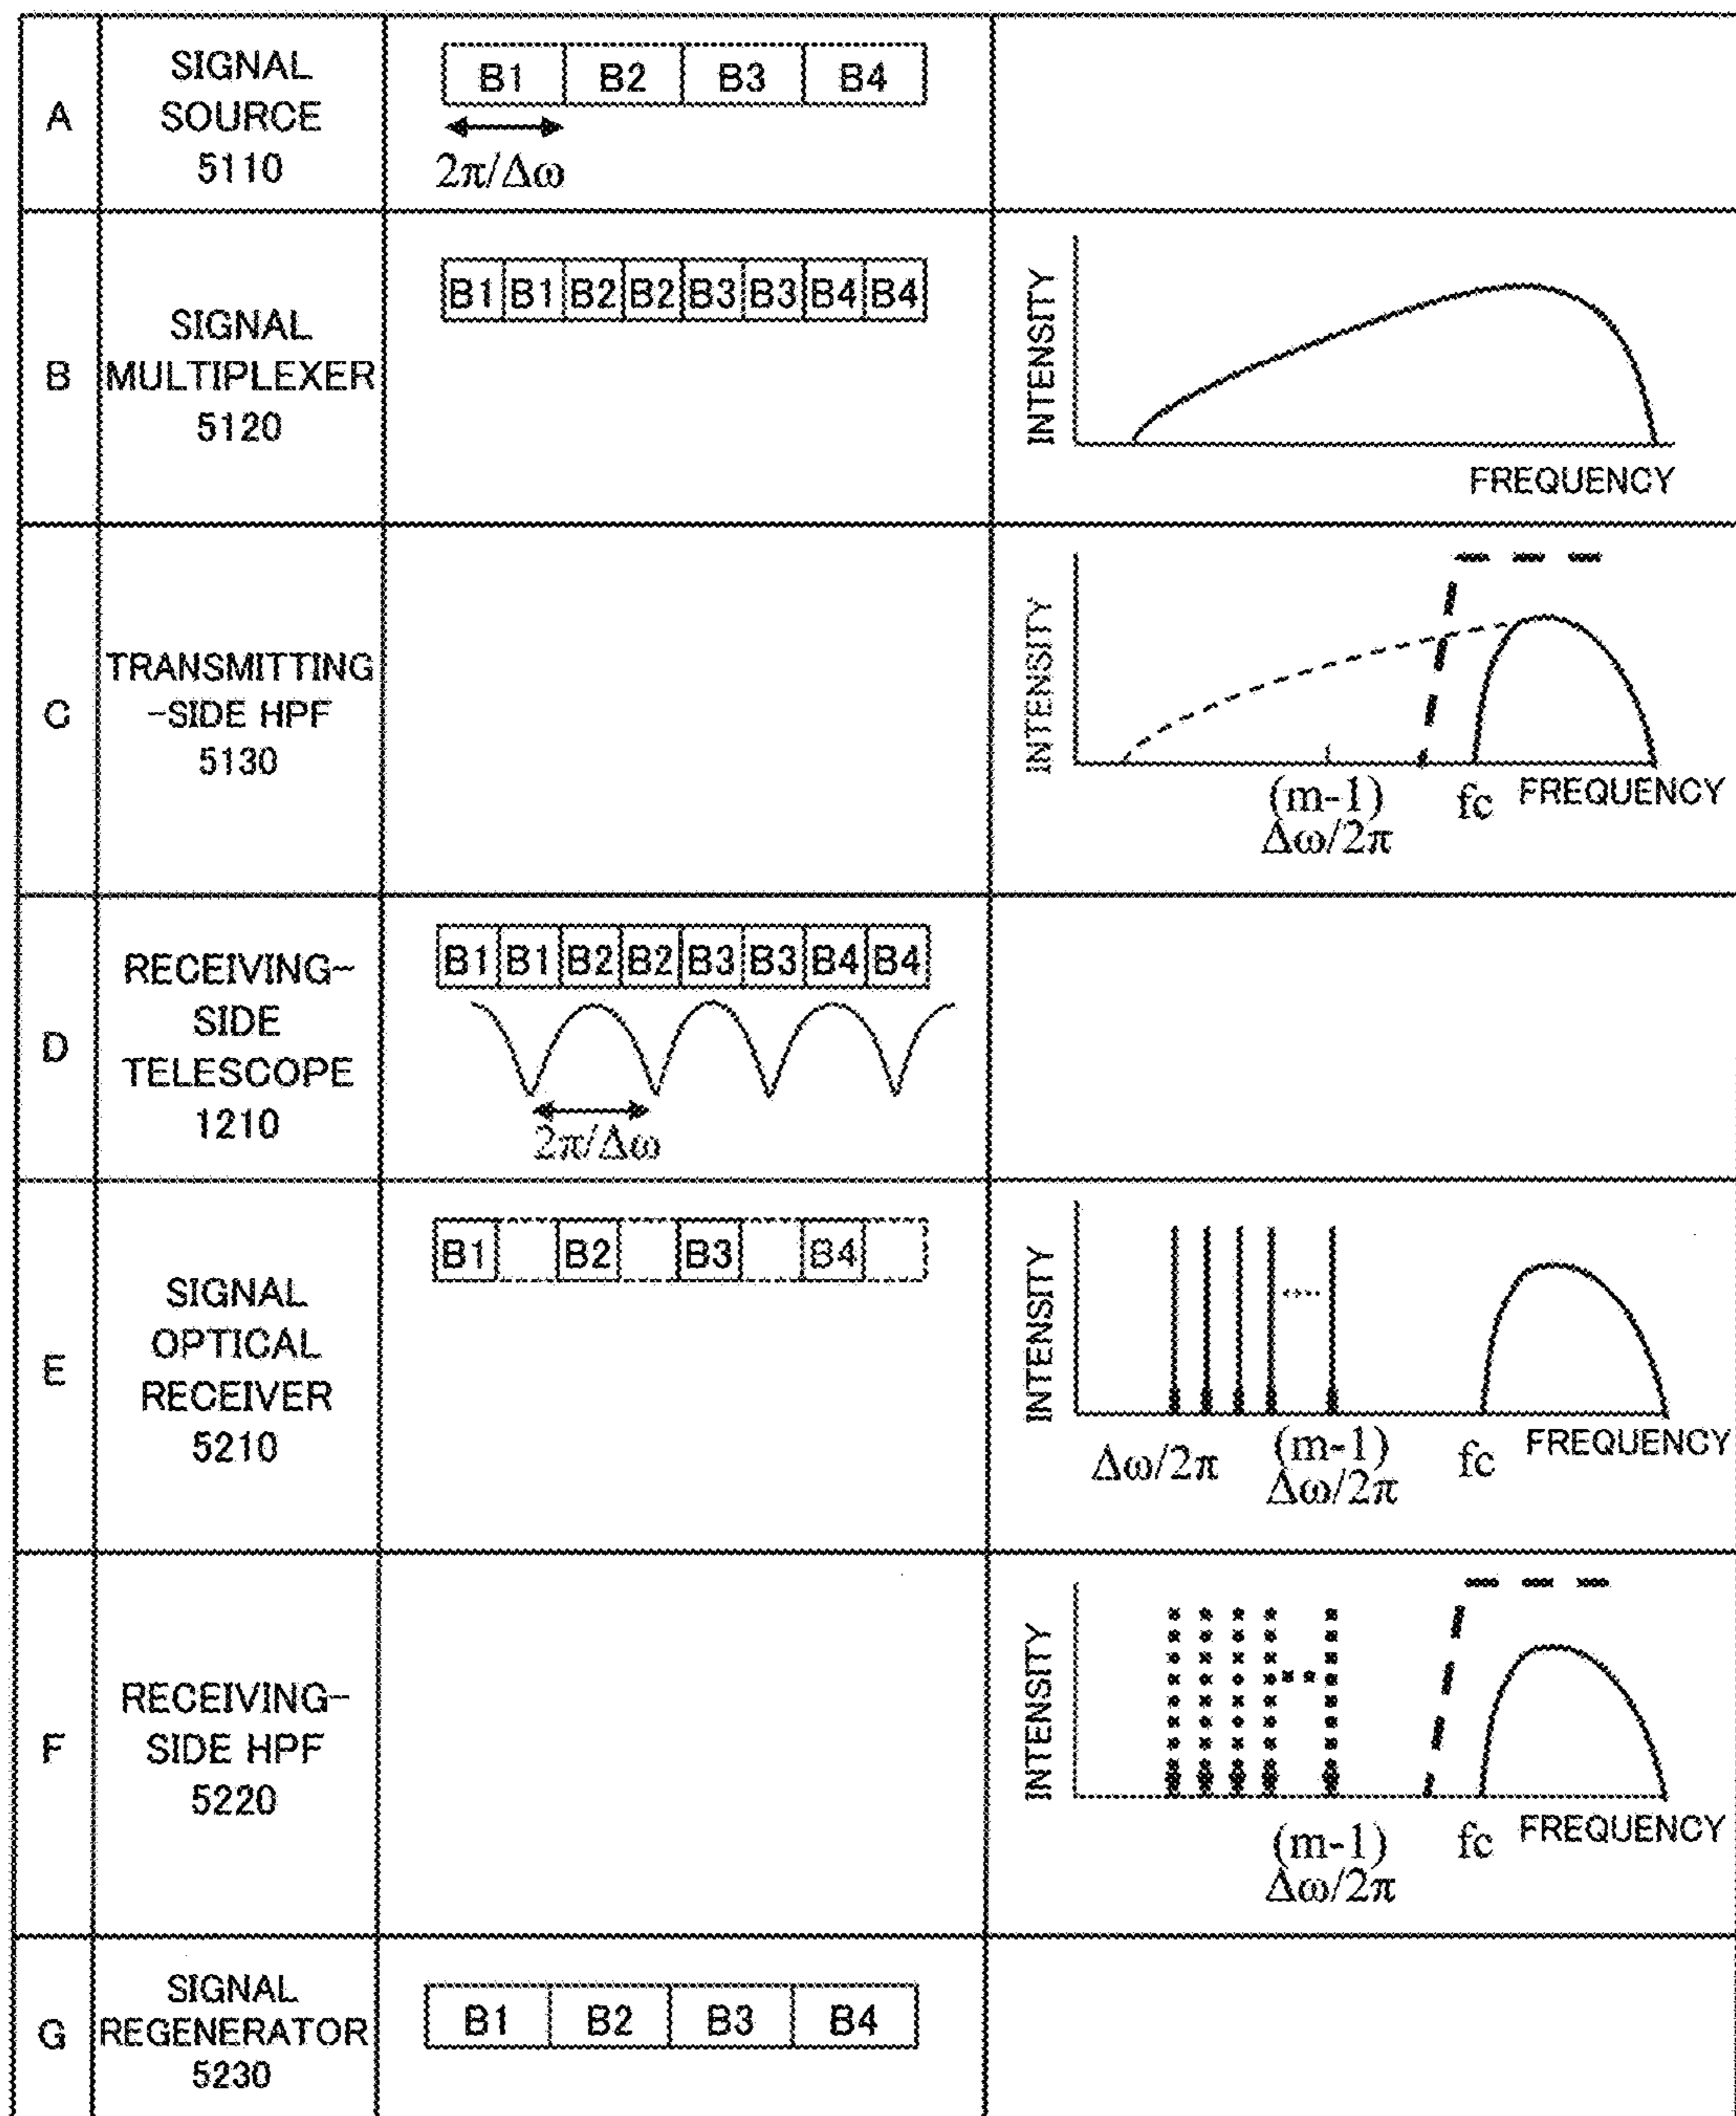 A
SIGNAL
SOURCE
5110
B1 B2 B3 B4
2π/Δω
B
SIGNAL
MULTIPLEXER
5120
B1 B1 B2 B2 B3 B3 B4 B4
INTENSITY
FREQUENCY
C
TRANSMITTING
-SIDE HPF
5130
INTENSITY
(m-1)
Δω/2π
fc
FREQUENCY
D
RECEIVING-
SIDE
TELESCOPE
1210
B1 B1 B2 B2 B3 B3 B4 B4
2π/Δω
E
SIGNAL
OPTICAL
RECEIVER
5210
B1 B2 B3 B4
INTENSITY
Δω/2π
(m-1)
Δω/2π
fc
FREQUENCY
F
RECEIVING-
SIDE HPF
5220
INTENSITY
(m-1)
Δω/2π
fc
FREQUENCY
G
SIGNAL
REGENERATOR
5230
B1 B2 B3 B4